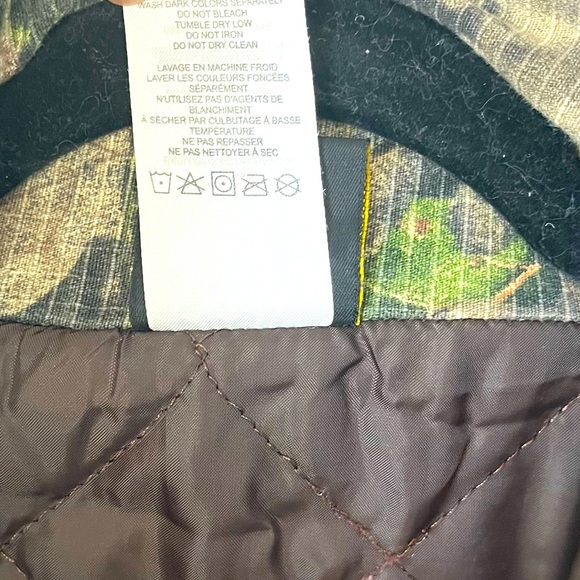 WASH DARK COLORS SEPARATELY
DO NOT BLEACH
TUMBLE DRY LOW
DO NOT IRON
DO NOT DRY CLEAN
LAVAGE EN MACHINE FROID
LAVER LES COULEURS FONCÉES
SÉPARÉMENT
N'UTILISEZ PAS D'AGENTS DE
BLANCHIMENT
À SÉCHER PAR CULBUTAGE À BASSE
TEMPÉRATURE
NE PAS REPASSER
NE PAS NETTOYER À SEC